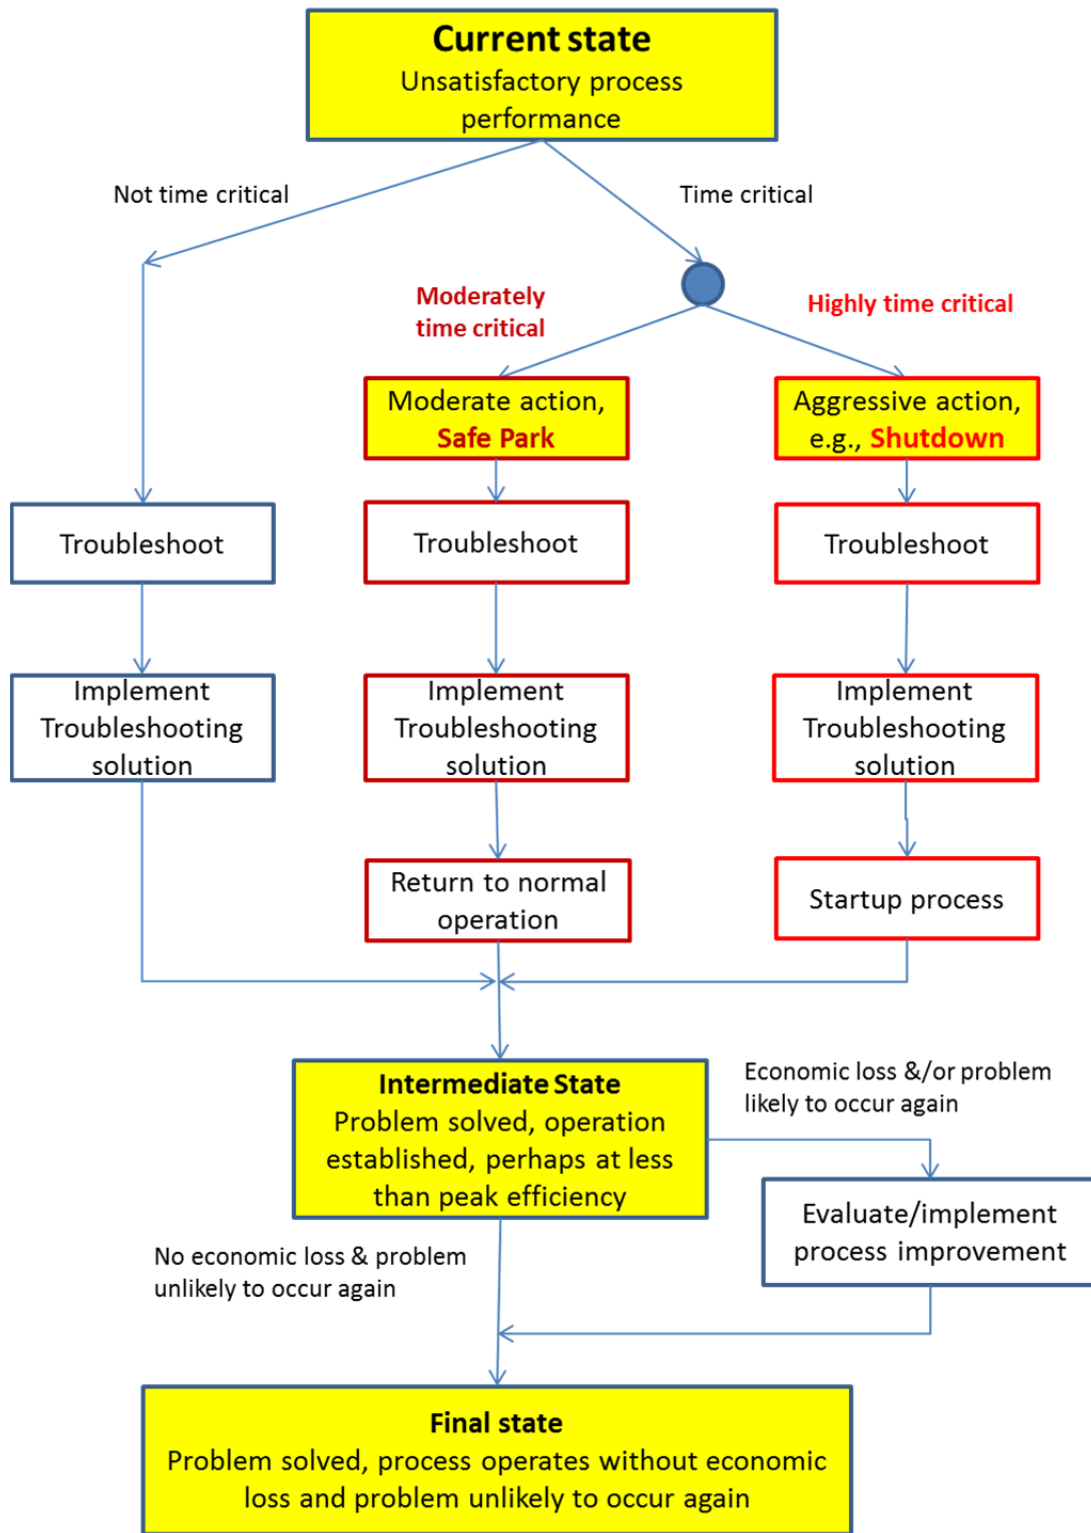 Current state
Unsatisfactory process
performance
Not time critical
Time critical
Moderately
time critical
Highly time critical
Moderate action,
Safe Park
Aggressive action,
e.g., Shutdown
Troubleshoot
Troubleshoot
Troubleshoot
Implement
Troubleshooting
solution
Implement
Troubleshooting
solution
Implement
Troubleshooting
solution
Return to normal
operation
Startup process
Intermediate State
Problem solved, operation
established, perhaps at less
than peak efficiency
Economic loss &/or problem
likely to occur again
Evaluate/implement
process improvement
No economic loss & problem
unlikely to occur again
Final state
Problem solved, process operates without economic
loss and problem unlikely to occur again